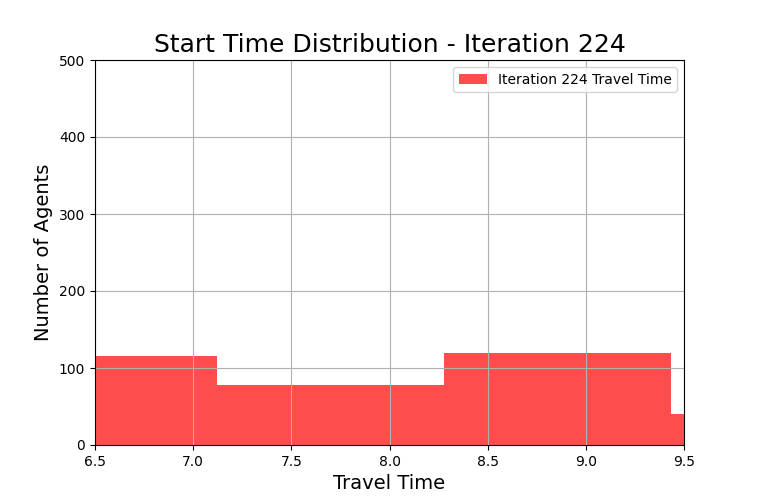 Start Time Distribution - Iteration 224
Iteration 224 Travel Time
Number of Agents
500
400
300
200
100
0
6.5 7.0 7.5 8.0 8.5 9.0 9.5
Travel Time